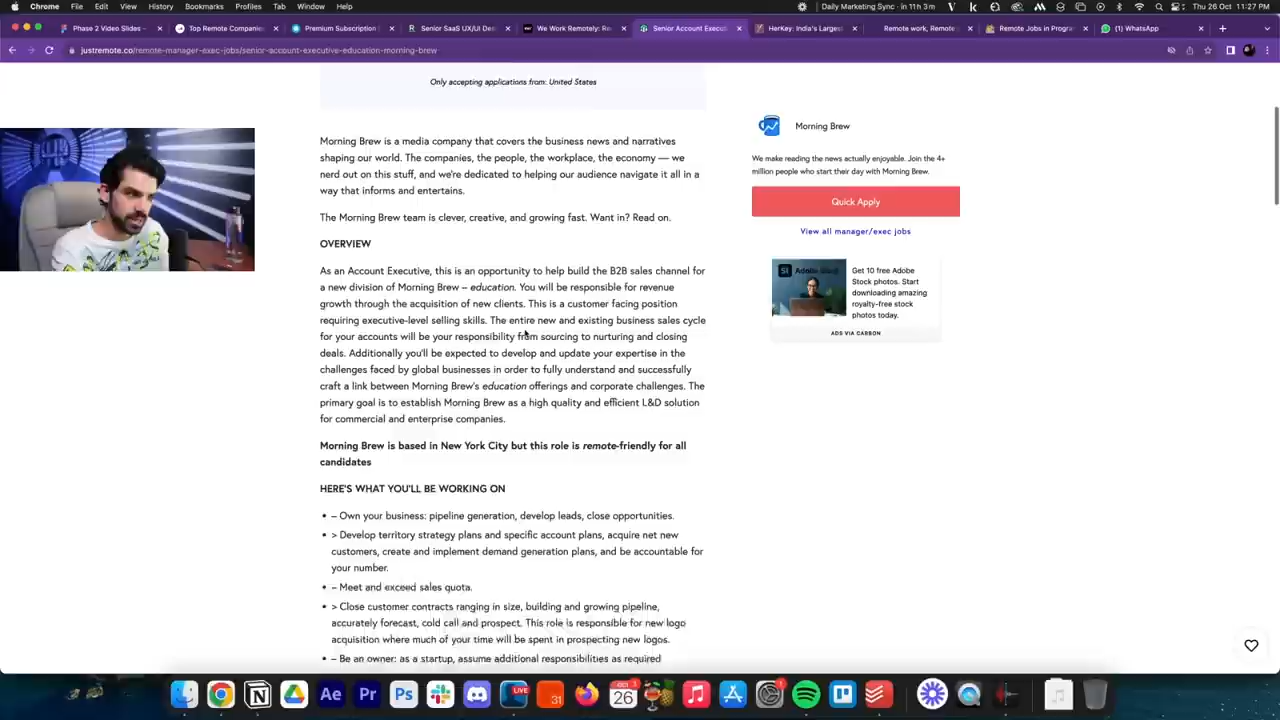 Chrome File Edit View History Bookmarks Profiles Tab Window Help Daily Marketing Sync · in 11h 3m Thu 26 Oct 11:27 PM
Phase 2 Video Slides – Top Remote Companie Premium Subscription Senior SaaS UX/UI De We Work Remotely: Re Senior Account Executi HerKey: India's Larges Remote work, Remote Remote Jobs in Progr (1) WhatsApp
justremote.co/remote-manager-exec-jobs/senior-account-executive-education-morning-brew
Only accepting applications from: United States
Morning Brew is a media company that covers the business news and narratives
shaping our world. The companies, the people, the workplace, the economy — we
nerd out on this stuff, and we're dedicated to helping our audience navigate it all in a
way that informs and entertains.
The Morning Brew team is clever, creative, and growing fast. Want in? Read on.
OVERVIEW
As an Account Executive, this is an opportunity to help build the B2B sales channel for
a new division of Morning Brew – education. You will be responsible for revenue
growth through the acquisition of new clients. This is a customer facing position
requiring executive-level selling skills. The entire new and existing business sales cycle
for your accounts will be your responsibility from sourcing to nurturing and closing
deals. Additionally you'll be expected to develop and update your expertise in the
challenges faced by global businesses in order to fully understand and successfully
craft a link between Morning Brew's education offerings and corporate challenges. The
primary goal is to establish Morning Brew as a high quality and efficient L&D solution
for commercial and enterprise companies.
Morning Brew is based in New York City but this role is remote-friendly for all
candidates
HERE'S WHAT YOU'LL BE WORKING ON
• – Own your business: pipeline generation, develop leads, close opportunities.
• > Develop territory strategy plans and specific account plans, acquire net new
customers, create and implement demand generation plans, and be accountable for
your number.
• – Meet and exceed sales quota.
• > Close customer contracts ranging in size, building and growing pipeline,
accurately forecast, cold call and prospect. This role is responsible for new logo
acquisition where much of your time will be spent in prospecting new logos.
• – Be an owner: as a startup, assume additional responsibilities as required
Morning Brew
We make reading the news actually enjoyable. Join the 4+
million people who start their day with Morning Brew.
Quick Apply
View all manager/exec jobs
Get 10 free Adobe
Stock photos. Start
downloading amazing
royalty-free stock
photos today.
ADS VIA CARBON
Ae Pr LIVE 31 OCT 26